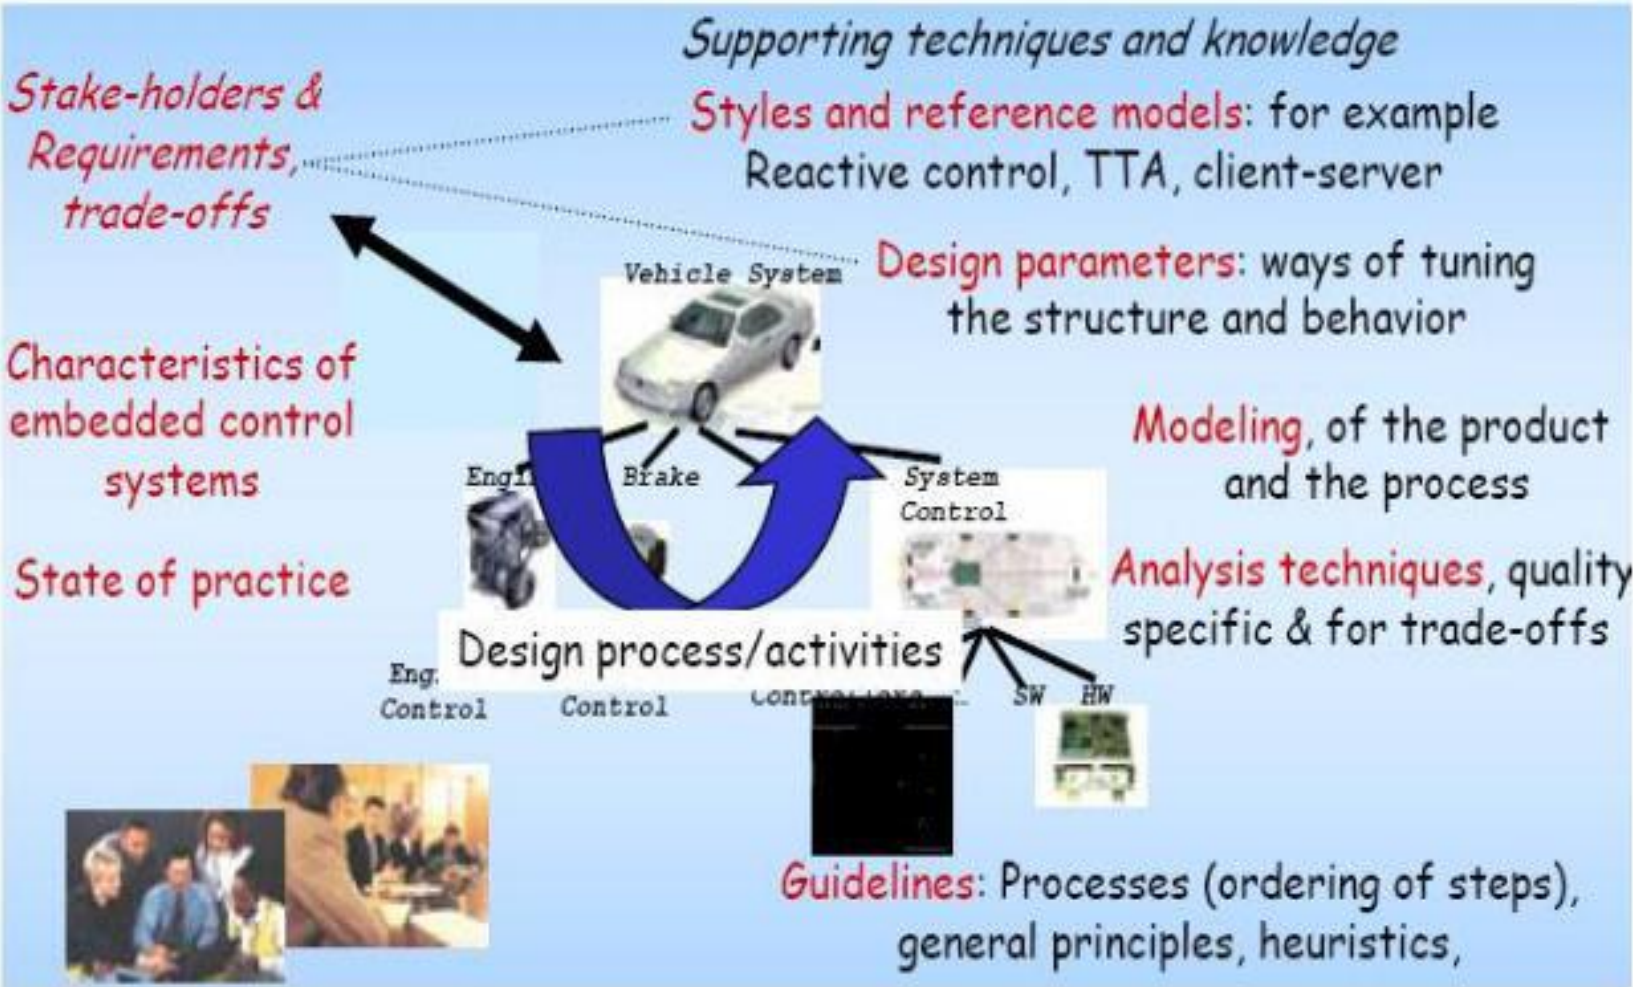 Supporting techniques and knowledge
Stake-holders &
Requirements,
trade-offs
Styles and reference models: for example
Reactive control, TTA, client-server
Design parameters: ways of tuning
the structure and behavior
Vehicle System
Characteristics of
embedded control
systems
Modeling, of the product
and the process
Brake
System
Control
State of practice
Analysis techniques, quality
specific & for trade-offs
Design process/activities
Control
Control
SW HW
Guidelines: Processes (ordering of steps),
general principles, heuristics,